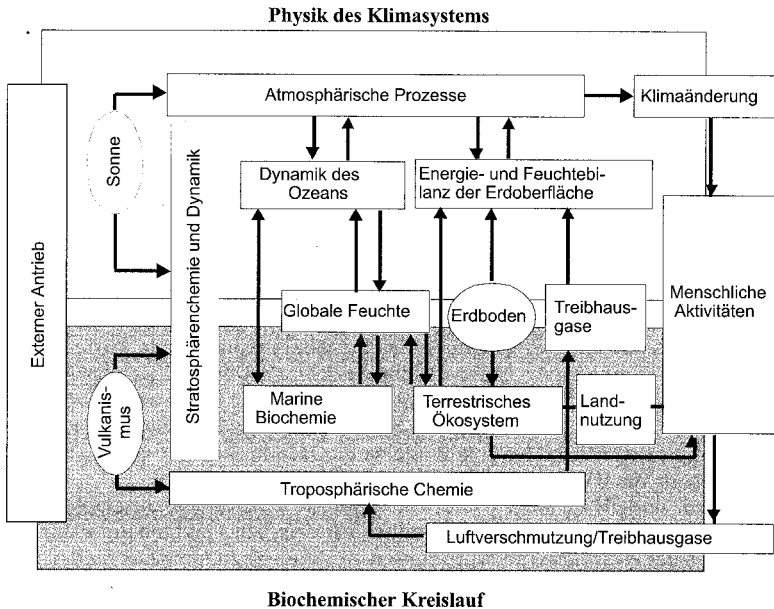 Physik des Klimasystems
Atmosphärische Prozesse
Klimaänderung
Externer Antrieb
Sonne
Stratosphärenchemie und Dynamik
Dynamik des
Ozeans
Energie- und Feuchtebi-
lanz der Erdoberfläche
Menschliche
Aktivitäten
Globale Feuchte
Erdboden
Treibhaus-
gase
Vulkanis-
mus
Marine
Biochemie
Terrestrisches
Ökosystem
Land-
nutzung
Troposphärische Chemie
Luftverschmutzung/Treibhausgase
Biochemischer Kreislauf